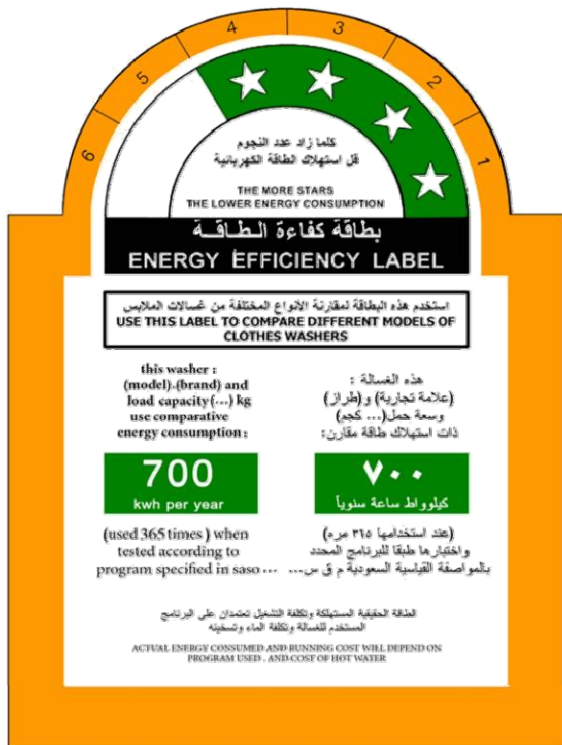 6
5
4
3
2
1
كلما زاد عدد النجوم
قل استهلاك الطاقة الكهربائية
THE MORE STARS
THE LOWER ENERGY CONSUMPTION
بطاقة كفاءة الطاقة
ENERGY EFFICIENCY LABEL
استخدم هذه البطاقة لمقارنة الأنواع المختلفة من غسالات الملابس
USE THIS LABEL TO COMPARE DIFFERENT MODELS OF
CLOTHES WASHERS
this washer :
(model).(brand) and
load capacity(...) kg
use comparative
energy consumption:
هذه الغسالة :
(علامة تجارية) و(طراز)
وسعة حمل(... كجم)
ذات استهلاك طاقة مقارن:
700
kwh per year
٧٠٠
كيلوواط ساعة سنوياً
(used 365 times ) when
tested according to
program specified in saso....
(عند استخدامها ٣٦٥ مره)
واختبارها طبقا للبرنامج المحدد
بالمواصفة القياسية السعودية م ق س....
الطاقة الحقيقية المستهلكة وتكلفة التشغيل تعتمدان على البرنامج
المستخدم للغسالة وتكلفة الماء وتسخينه
ACTUAL ENERGY CONSUMED AND RUNNING COST WILL DEPEND ON
PROGRAM USED . AND COST OF HOT WATER